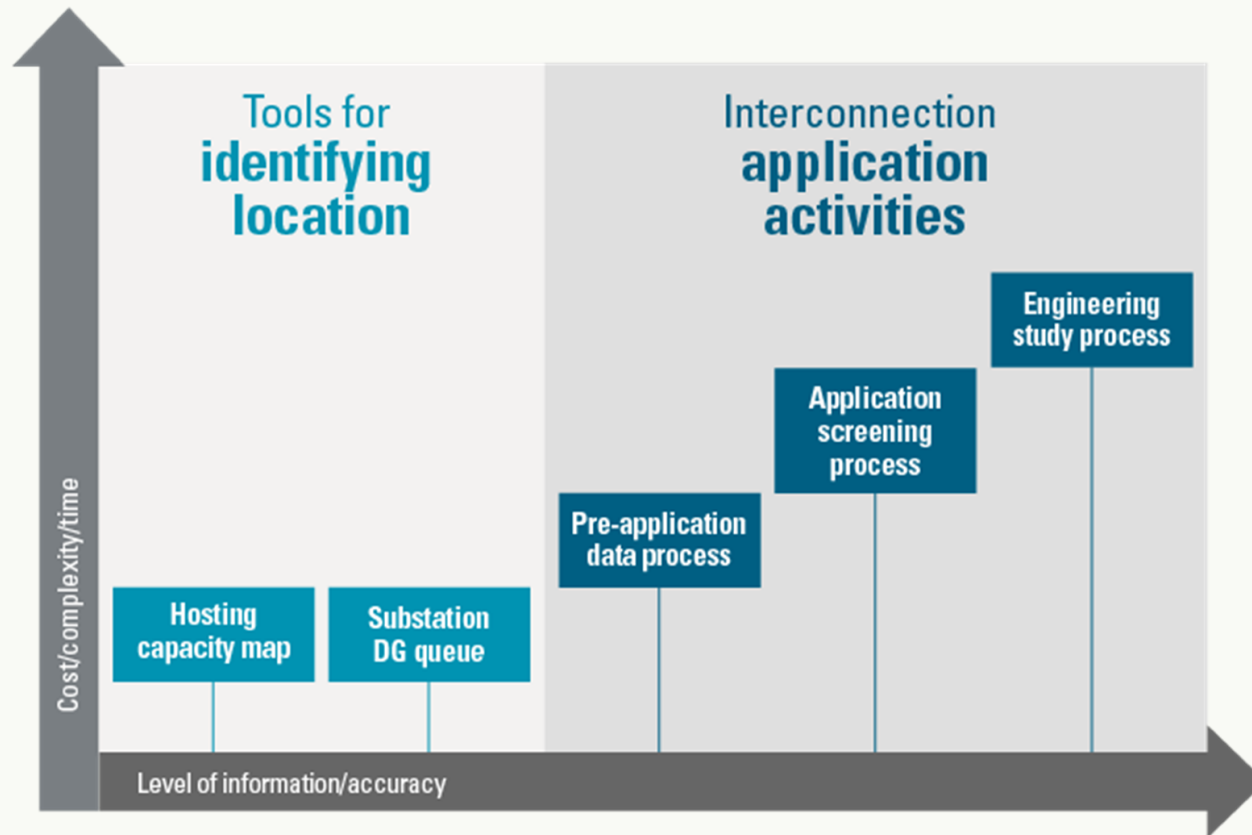 Tools for
identifying
location
Interconnection
application
activities
Engineering
study process
Application
screening
process
Pre-application
data process
Hosting
capacity map
Substation
DG queue
Cost/complexity/time
Level of information/accuracy